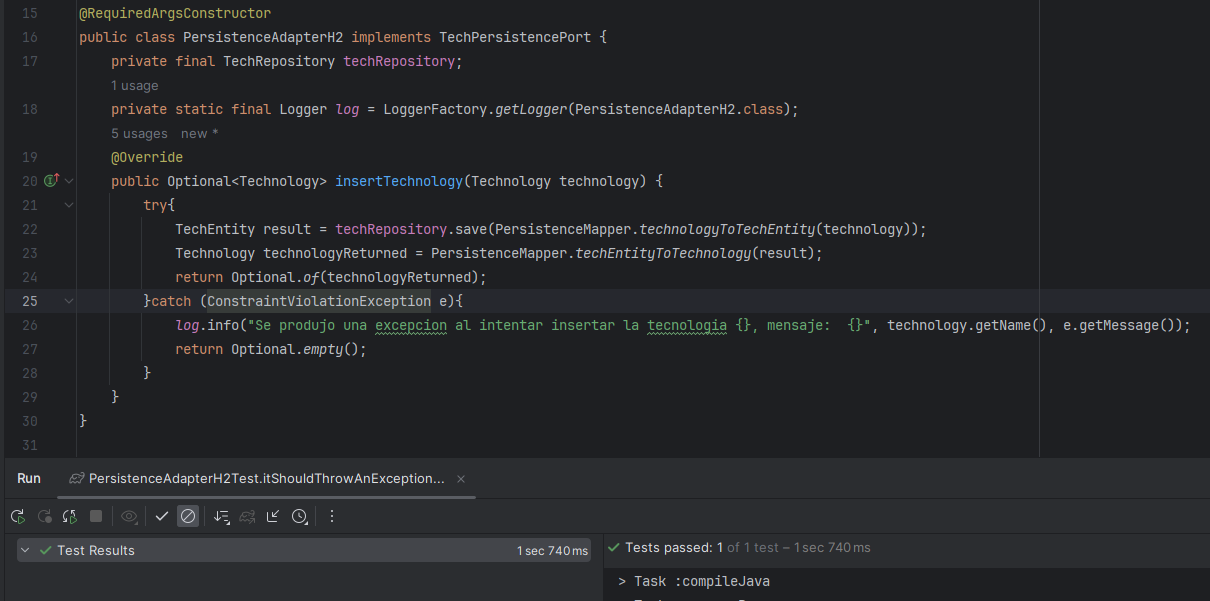 15 @RequiredArgsConstructor
16 public class PersistenceAdapterH2 implements TechPersistencePort {
17 private final TechRepository techRepository;
1 usage
18 private static final Logger log = LoggerFactory.getLogger(PersistenceAdapterH2.class);
5 usages new *
19 @Override
20 public Optional<Technology> insertTechnology(Technology technology) {
21 try{
22 TechEntity result = techRepository.save(PersistenceMapper.technologyToTechEntity(technology));
23 Technology technologyReturned = PersistenceMapper.techEntityToTechnology(result);
24 return Optional.of(technologyReturned);
25 }catch (ConstraintViolationException e){
26 log.info("Se produjo una excepcion al intentar insertar la tecnologia {}, mensaje:  {}", technology.getName(), e.getMessage());
27 return Optional.empty();
28 }
29 }
30 }
31
Run PersistenceAdapterH2Test.itShouldThrowAnException...
Test Results 1 sec 740 ms
Tests passed: 1 of 1 test – 1 sec 740 ms
> Task :compileJava